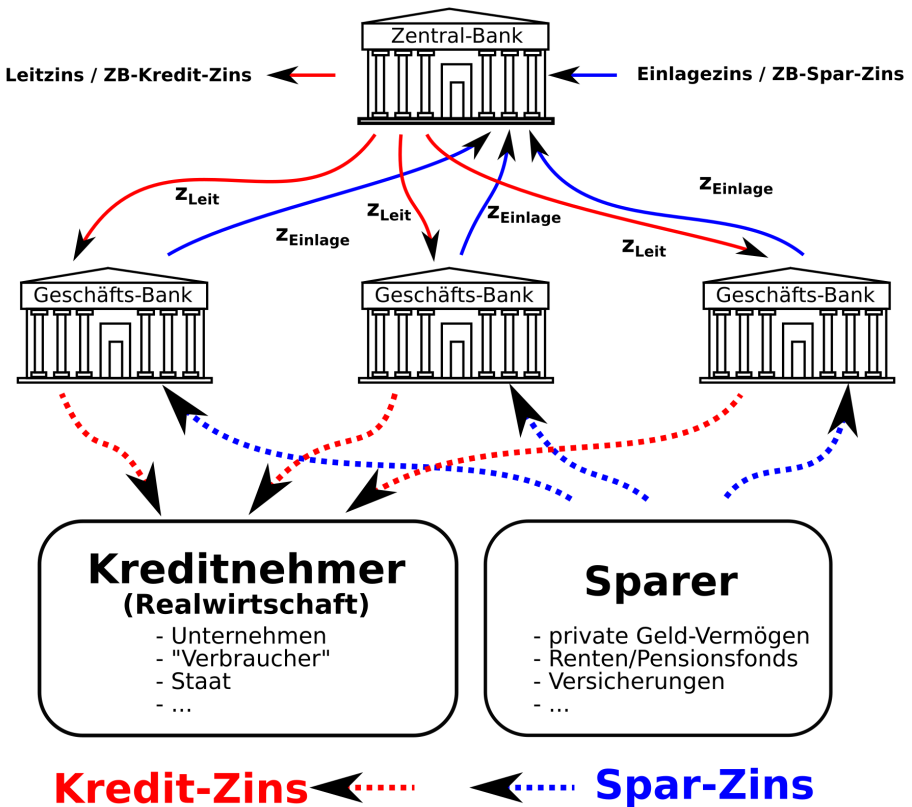 Zentral-Bank
Leitzins / ZB-Kredit-Zins
Einlagezins / ZB-Spar-Zins
zLeit
zEinlage
zLeit
zEinlage
zLeit
zEinlage
Geschäfts-Bank
Geschäfts-Bank
Geschäfts-Bank
Kreditnehmer
(Realwirtschaft)
- Unternehmen
- "Verbraucher"
- Staat
- ...
Sparer
- private Geld-Vermögen
- Renten/Pensionsfonds
- Versicherungen
- ...
Kredit-Zins
Spar-Zins